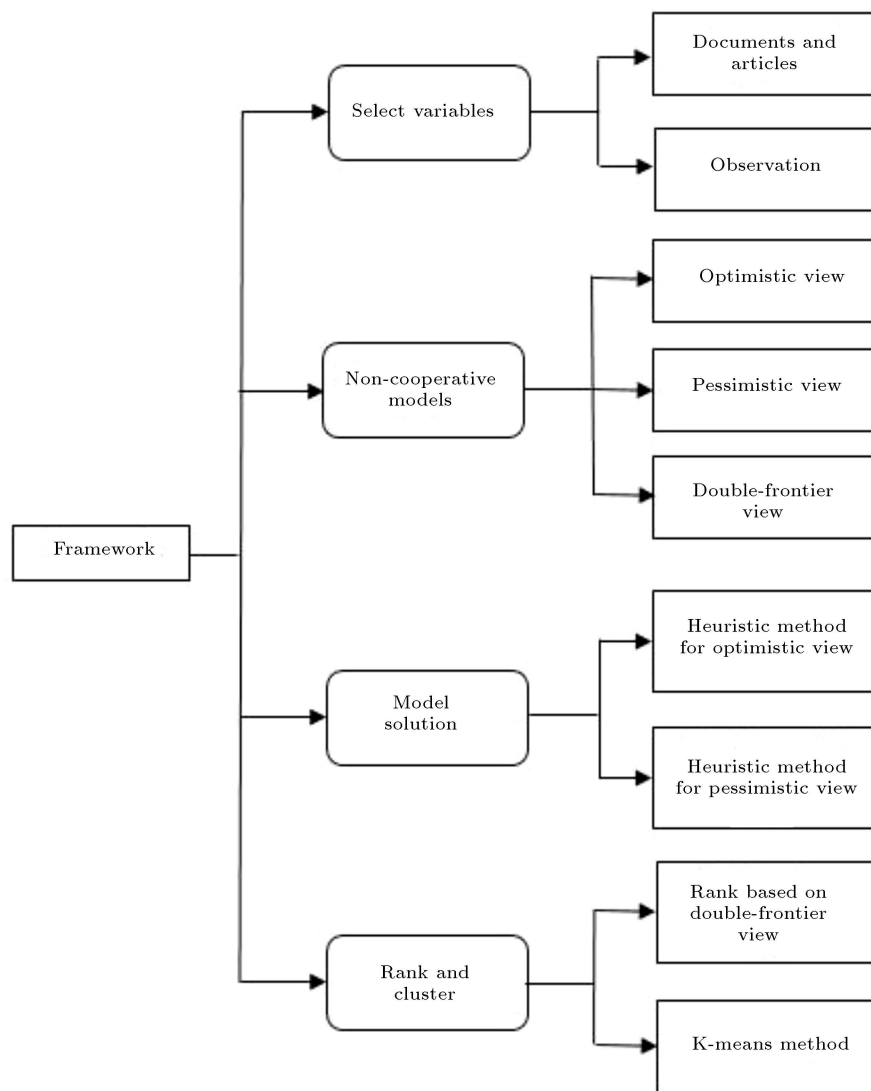 Documents and
articles
Select variables
Observation
Optimistic view
Non-cooperative
models
Pessimistic view
Double-frontier
view
Framework
Heuristic method
for optimistic view
Model
solution
Heuristic method
for pessimistic view
Rank based on
double-frontier
view
Rank and
cluster
K-means method